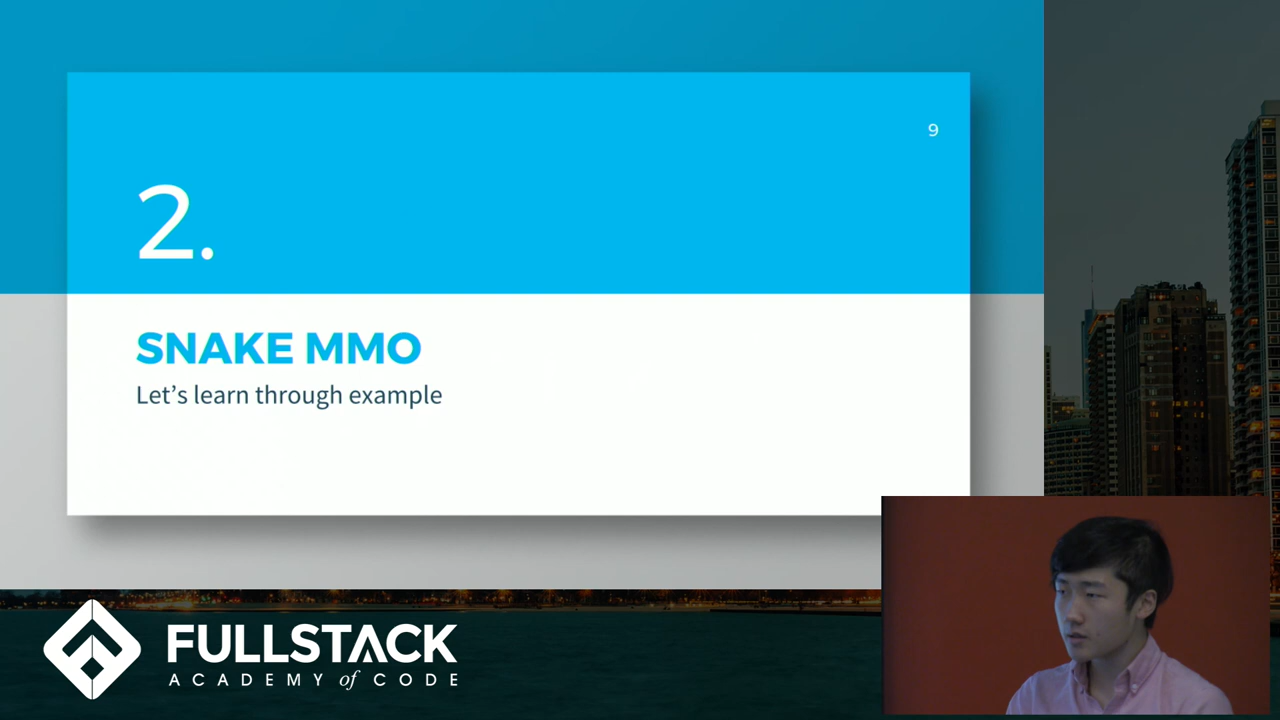 9
2.
SNAKE MMO
Let’s learn through example
FULLSTACK
ACADEMY of CODE